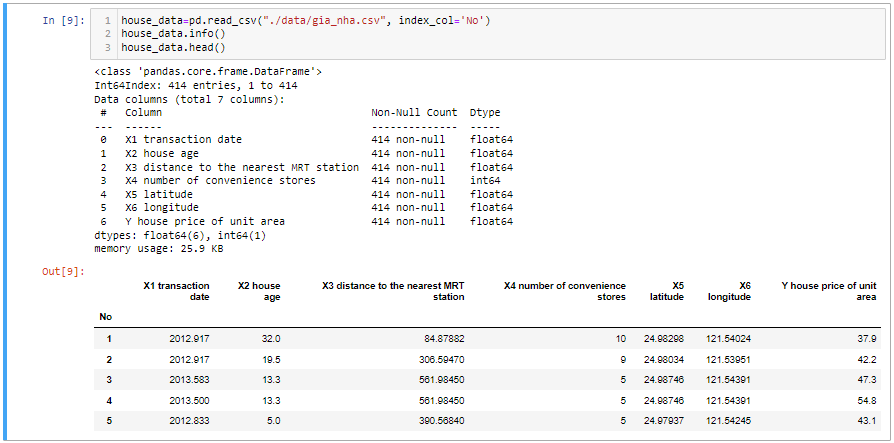 In [9]:
1 house_data=pd.read_csv("./data/gia_nha.csv", index_col='No')
2 house_data.info()
3 house_data.head()
<class 'pandas.core.frame.DataFrame'>
Int64Index: 414 entries, 1 to 414
Data columns (total 7 columns):
# Column Non-Null Count Dtype
--- ------ -------------- -----
0 X1 transaction date 414 non-null float64
1 X2 house age 414 non-null float64
2 X3 distance to the nearest MRT station 414 non-null float64
3 X4 number of convenience stores 414 non-null int64
4 X5 latitude 414 non-null float64
5 X6 longitude 414 non-null float64
6 Y house price of unit area 414 non-null float64
dtypes: float64(6), int64(1)
memory usage: 25.9 KB
Out[9]:
X1 transaction X2 house X3 distance to the nearest MRT X4 number of convenience X5 X6 Y house price of unit
date age station stores latitude longitude area
No
1 2012.917 32.0 84.87882 10 24.98298 121.54024 37.9
2 2012.917 19.5 306.59470 9 24.98034 121.53951 42.2
3 2013.583 13.3 561.98450 5 24.98746 121.54391 47.3
4 2013.500 13.3 561.98450 5 24.98746 121.54391 54.8
5 2012.833 5.0 390.56840 5 24.97937 121.54245 43.1